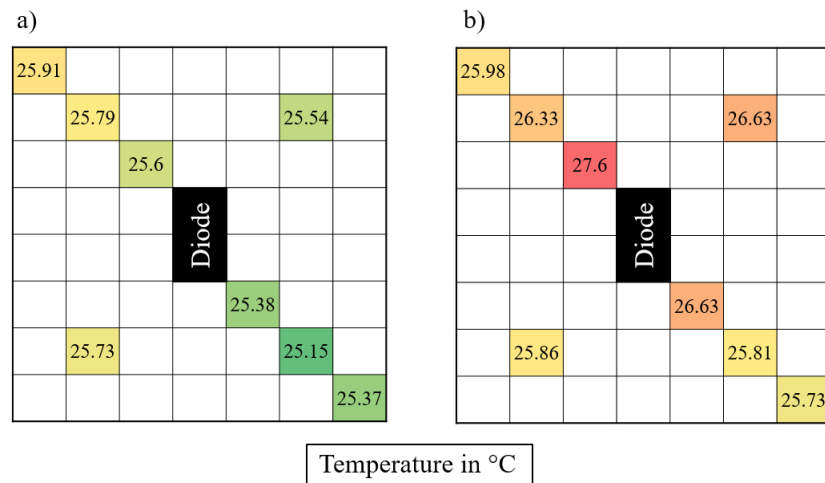 a)
25.91
25.79 25.54
25.6
Diode
25.38
25.73 25.15
25.37
b)
25.98
26.33 26.63
27.6
Diode
26.63
25.86 25.81
25.73
Temperature in °C